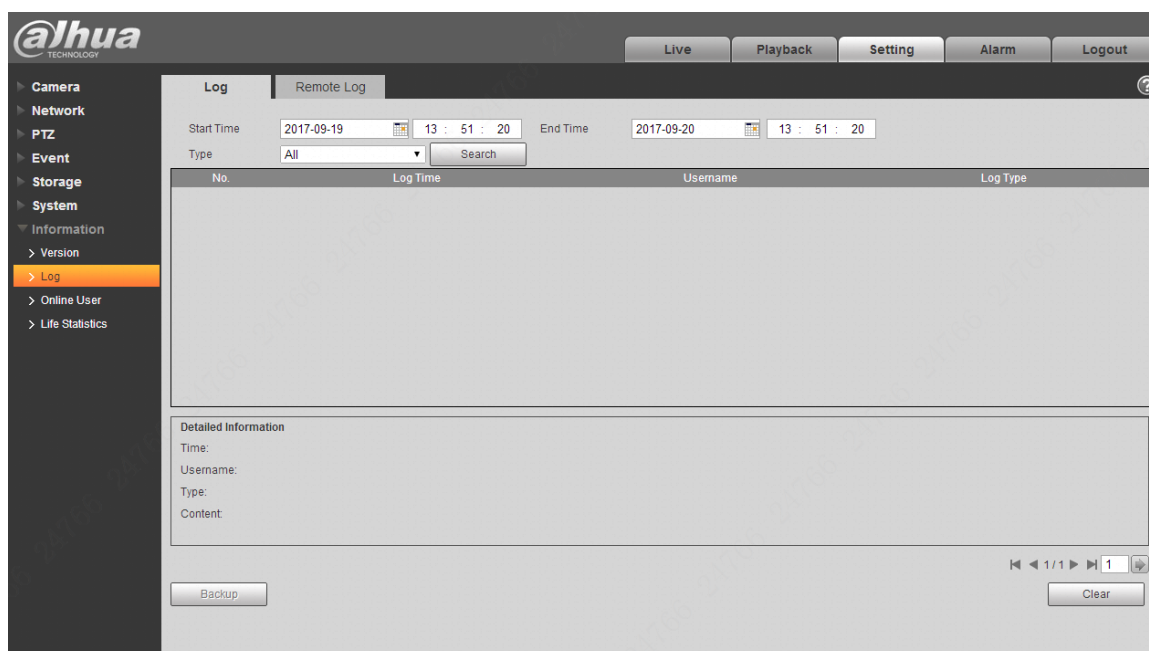 alhua
TECHNOLOGY
Live Playback Setting Alarm Logout
Camera
Network
PTZ
Event
Storage
System
Information
Version
Log
Online User
Life Statistics
Log Remote Log
Start Time 2017-09-19 13 : 51 : 20 End Time 2017-09-20 13 : 51 : 20
Type All Search
No. Log Time Username Log Type
Detailed Information
Time:
Username:
Type:
Content:
1/1 1
Backup Clear
24766 24766 24766